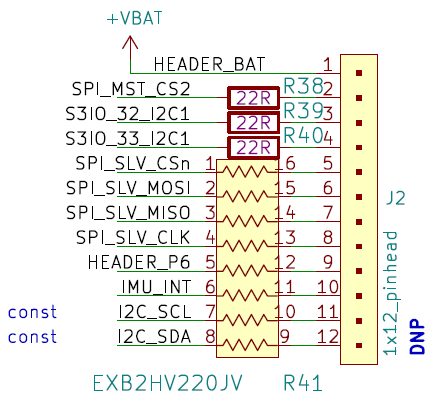 +VBAT
HEADER_BAT 1
SPI_MST_CS2 22R R38 2
S3IO_32_I2C1 22R R39 3
S3IO_33_I2C1 22R R40 4
SPI_SLV_CSn 1 16 5
SPI_SLV_MOSI 2 15 6
SPI_SLV_MISO 3 14 7
SPI_SLV_CLK 4 13 8
HEADER_P6 5 12 9
IMU_INT 6 11 10
const I2C_SCL 7 10 11
const I2C_SDA 8 9 12
EXB2HV220JV R41
J2
1x12_pinhead
DNP